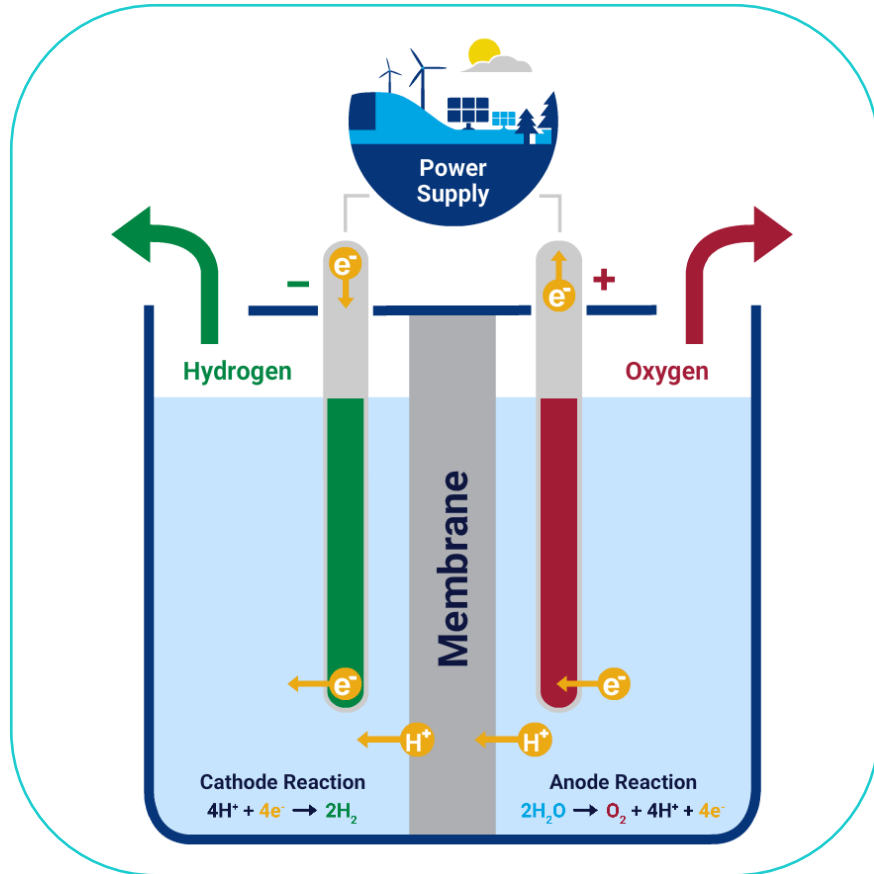 Power
Supply
e⁻
−
e⁻
+
Hydrogen
Oxygen
Membrane
e⁻
e⁻
H⁺
H⁺
Cathode Reaction
4H⁺ + 4e⁻ → 2H₂
Anode Reaction
2H₂O → O₂ + 4H⁺ + 4e⁻